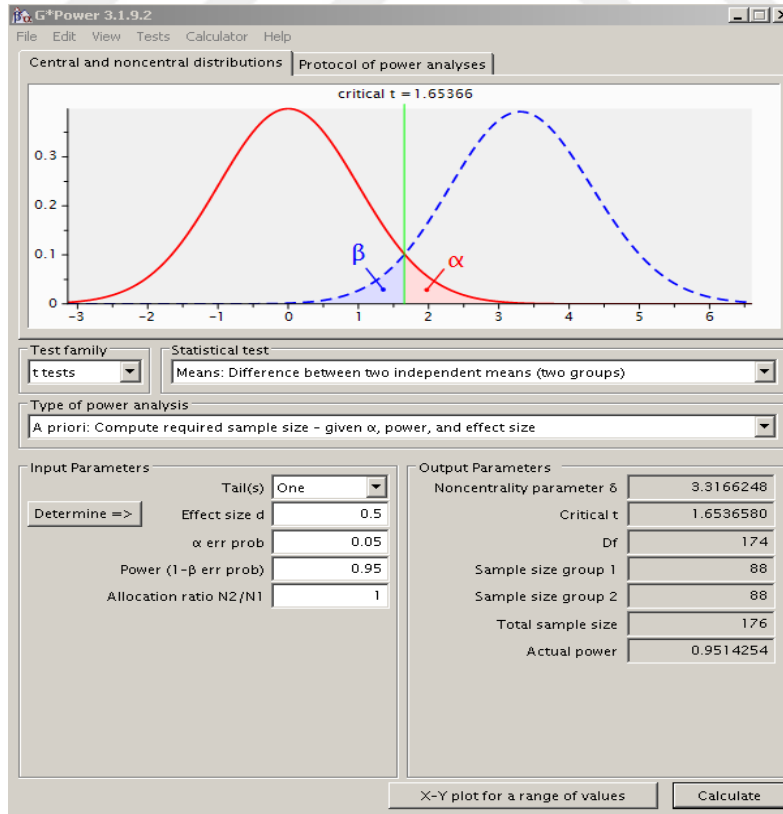 G*Power 3.1.9.2
File Edit View Tests Calculator Help
Central and noncentral distributions Protocol of power analyses
critical t = 1.65366
0.3
0.2
0.1
0
β
α
-3 -2 -1 0 1 2 3 4 5 6
Test family
Statistical test
t tests
Means: Difference between two independent means (two groups)
Type of power analysis
A priori: Compute required sample size - given α, power, and effect size
Input Parameters
Tail(s) One
Determine => Effect size d 0.5
α err prob 0.05
Power (1-β err prob) 0.95
Allocation ratio N2/N1 1
Output Parameters
Noncentrality parameter δ 3.3166248
Critical t 1.6536580
Df 174
Sample size group 1 88
Sample size group 2 88
Total sample size 176
Actual power 0.9514254
X-Y plot for a range of values Calculate